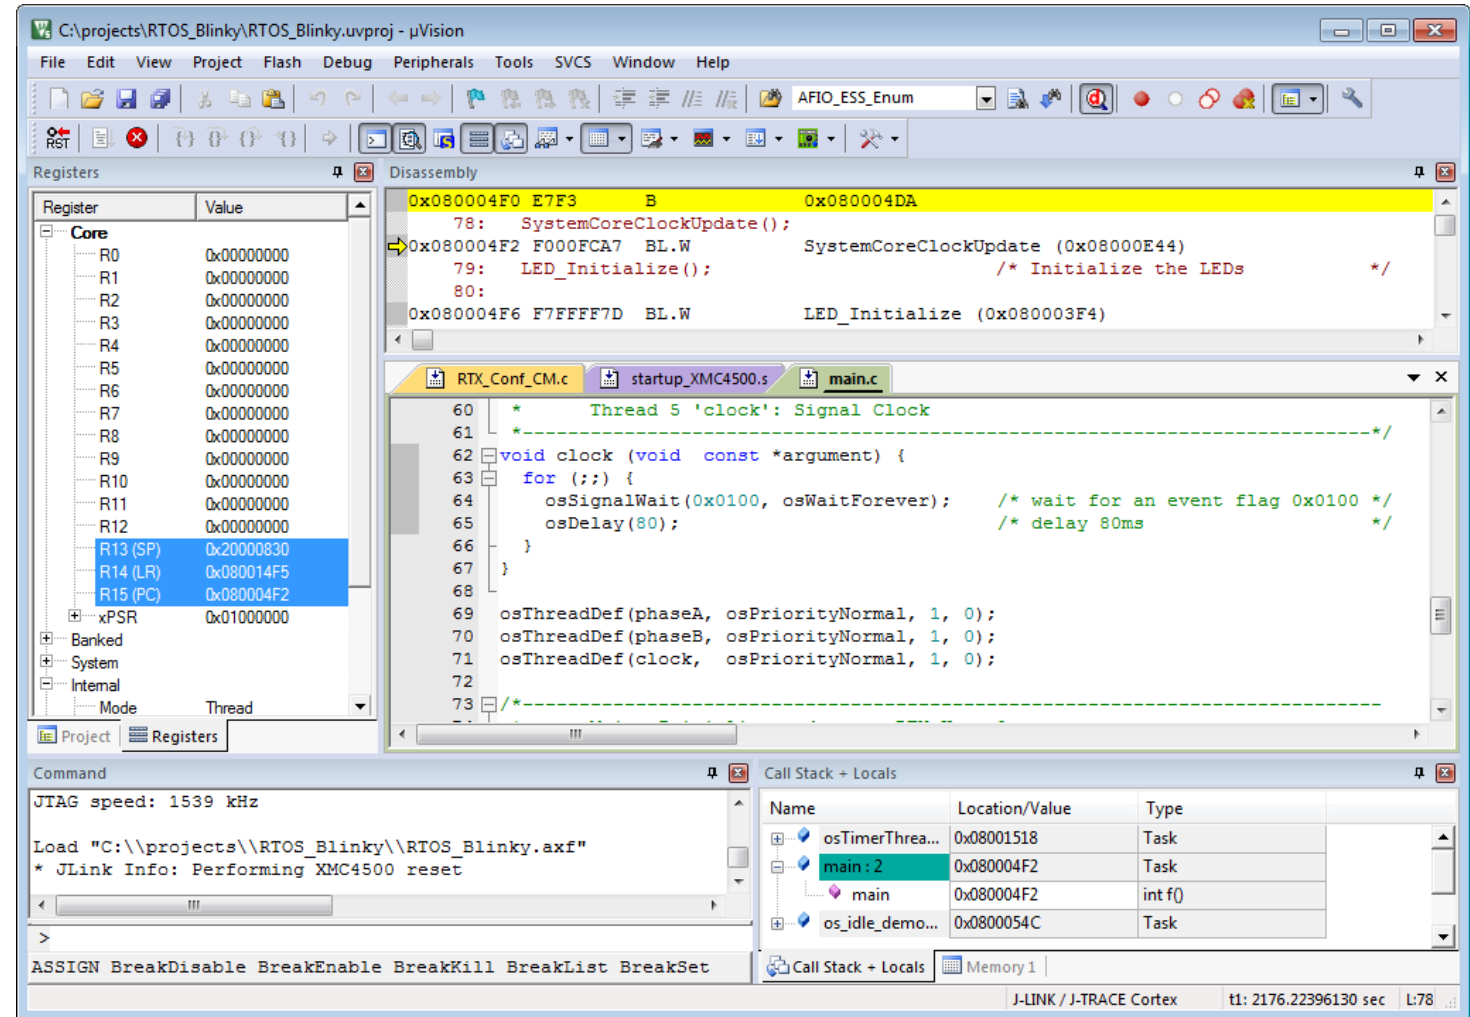 C:\projects\RTOS_Blinky\RTOS_Blinky.uvproj - µVision
File Edit View Project Flash Debug Peripherals Tools SVCS Window Help
AFIO_ESS_Enum
RST
Registers
Register Value
Core
R0 0x00000000
R1 0x00000000
R2 0x00000000
R3 0x00000000
R4 0x00000000
R5 0x00000000
R6 0x00000000
R7 0x00000000
R8 0x00000000
R9 0x00000000
R10 0x00000000
R11 0x00000000
R12 0x00000000
R13 (SP) 0x20000830
R14 (LR) 0x080014F5
R15 (PC) 0x080004F2
xPSR 0x01000000
Banked
System
Internal
Mode Thread
Project Registers
Disassembly
0x080004F0 E7F3 B 0x080004DA
78: SystemCoreClockUpdate();
0x080004F2 F000FCA7 BL.W SystemCoreClockUpdate (0x08000E44)
79: LED_Initialize(); /* Initialize the LEDs */
80:
0x080004F6 F7FFFF7D BL.W LED_Initialize (0x080003F4)
RTX_Conf_CM.c startup_XMC4500.s main.c
60 * Thread 5 'clock': Signal Clock
61 *---------------------------------------------------------------------------*/
62 void clock (void const *argument) {
63 for (;;) {
64 osSignalWait(0x0100, osWaitForever); /* wait for an event flag 0x0100 */
65 osDelay(80); /* delay 80ms */
66 }
67 }
68
69 osThreadDef(phaseA, osPriorityNormal, 1, 0);
70 osThreadDef(phaseB, osPriorityNormal, 1, 0);
71 osThreadDef(clock, osPriorityNormal, 1, 0);
72
73 /*----------------------------------------------------------------------------
Command
JTAG speed: 1539 kHz
Load "C:\\projects\\RTOS_Blinky\\RTOS_Blinky.axf"
* JLink Info: Performing XMC4500 reset
>
ASSIGN BreakDisable BreakEnable BreakKill BreakList BreakSet
Call Stack + Locals
Name Location/Value Type
osTimerThrea... 0x08001518 Task
main : 2 0x080004F2 Task
main 0x080004F2 int f()
os_idle_demo... 0x0800054C Task
Call Stack + Locals Memory 1
J-LINK / J-TRACE Cortex t1: 2176.22396130 sec L:78